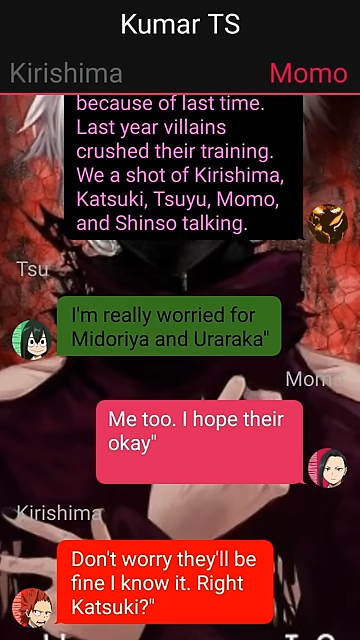 Kumar TS
Kirishima
Momo
because of last time.
Last year villains
crushed their training.
We a shot of Kirishima,
Katsuki, Tsuyu, Momo,
and Shinso talking.
Tsu
I'm really worried for
Midoriya and Uraraka"
Momo
Me too. I hope their
okay"
Kirishima
Don't worry they'll be
fine I know it. Right
Katsuki?"